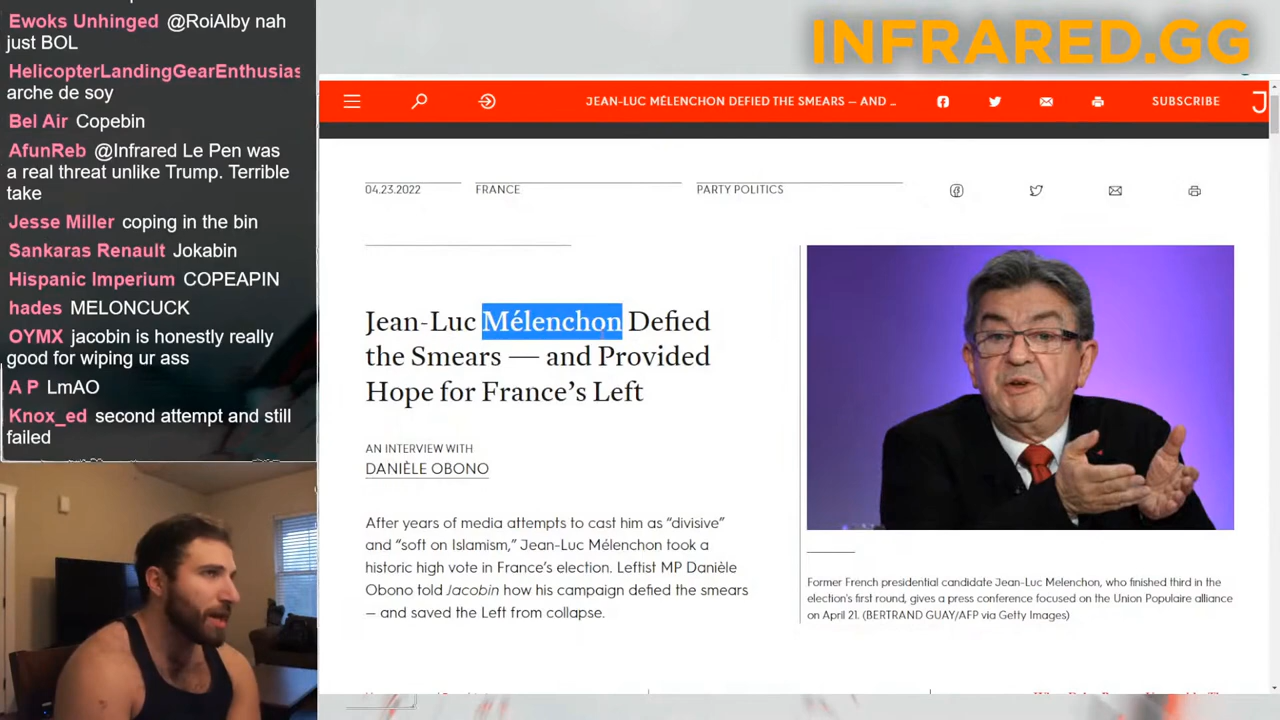 Ewoks Unhinged @RoiAlby nah
just BOL
HelicopterLandingGearEnthusias
arche de soy
Bel Air Copebin
AfunReb @Infrared Le Pen was
a real threat unlike Trump. Terrible
take
Jesse Miller coping in the bin
Sankaras Renault Jokabin
Hispanic Imperium COPEAPIN
hades MELONCUCK
OYMX jacobin is honestly really
good for wiping ur ass
A P LmAO
Knox_ed second attempt and still
failed
INFRARED.GG
JEAN-LUC MÉLENCHON DEFIED THE SMEARS — AND ...
SUBSCRIBE
J
04.23.2022
FRANCE
PARTY POLITICS
Jean-Luc Mélenchon Defied
the Smears — and Provided
Hope for France’s Left
AN INTERVIEW WITH
DANIÈLE OBONO
After years of media attempts to cast him as “divisive”
and “soft on Islamism,” Jean-Luc Mélenchon took a
historic high vote in France’s election. Leftist MP Danièle
Obono told Jacobin how his campaign defied the smears
— and saved the Left from collapse.
Former French presidential candidate Jean-Luc Melenchon, who finished third in the
election’s first round, gives a press conference focused on the Union Populaire alliance
on April 21. (BERTRAND GUAY/AFP via Getty Images)